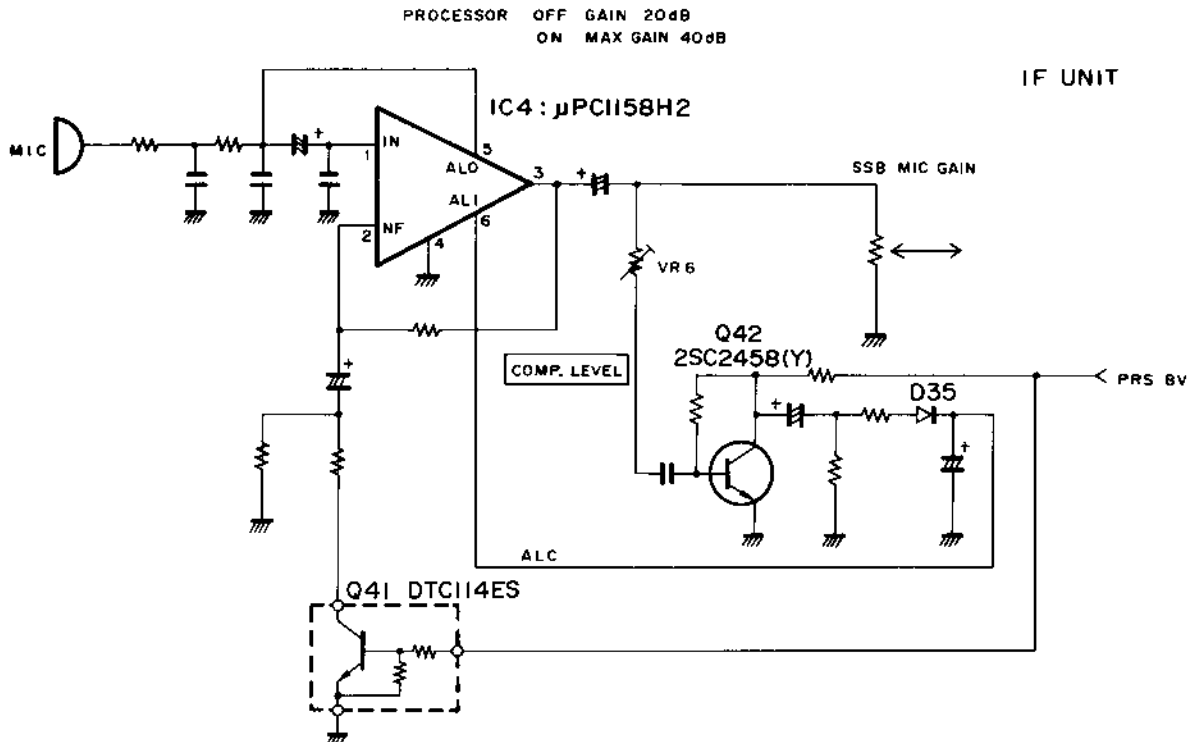 PROCESSOR OFF GAIN 20dB
ON MAX GAIN 40dB
IF UNIT
IC4 : μPC1158H2
MIC
IN
1
5
ALO
3
+
+
SSB MIC GAIN
ALI
6
NF
2
4
VR6
Q42
2SC2458(Y)
COMP. LEVEL
PRS 8V
D35
+
+
+
ALC
Q41 DTC114ES